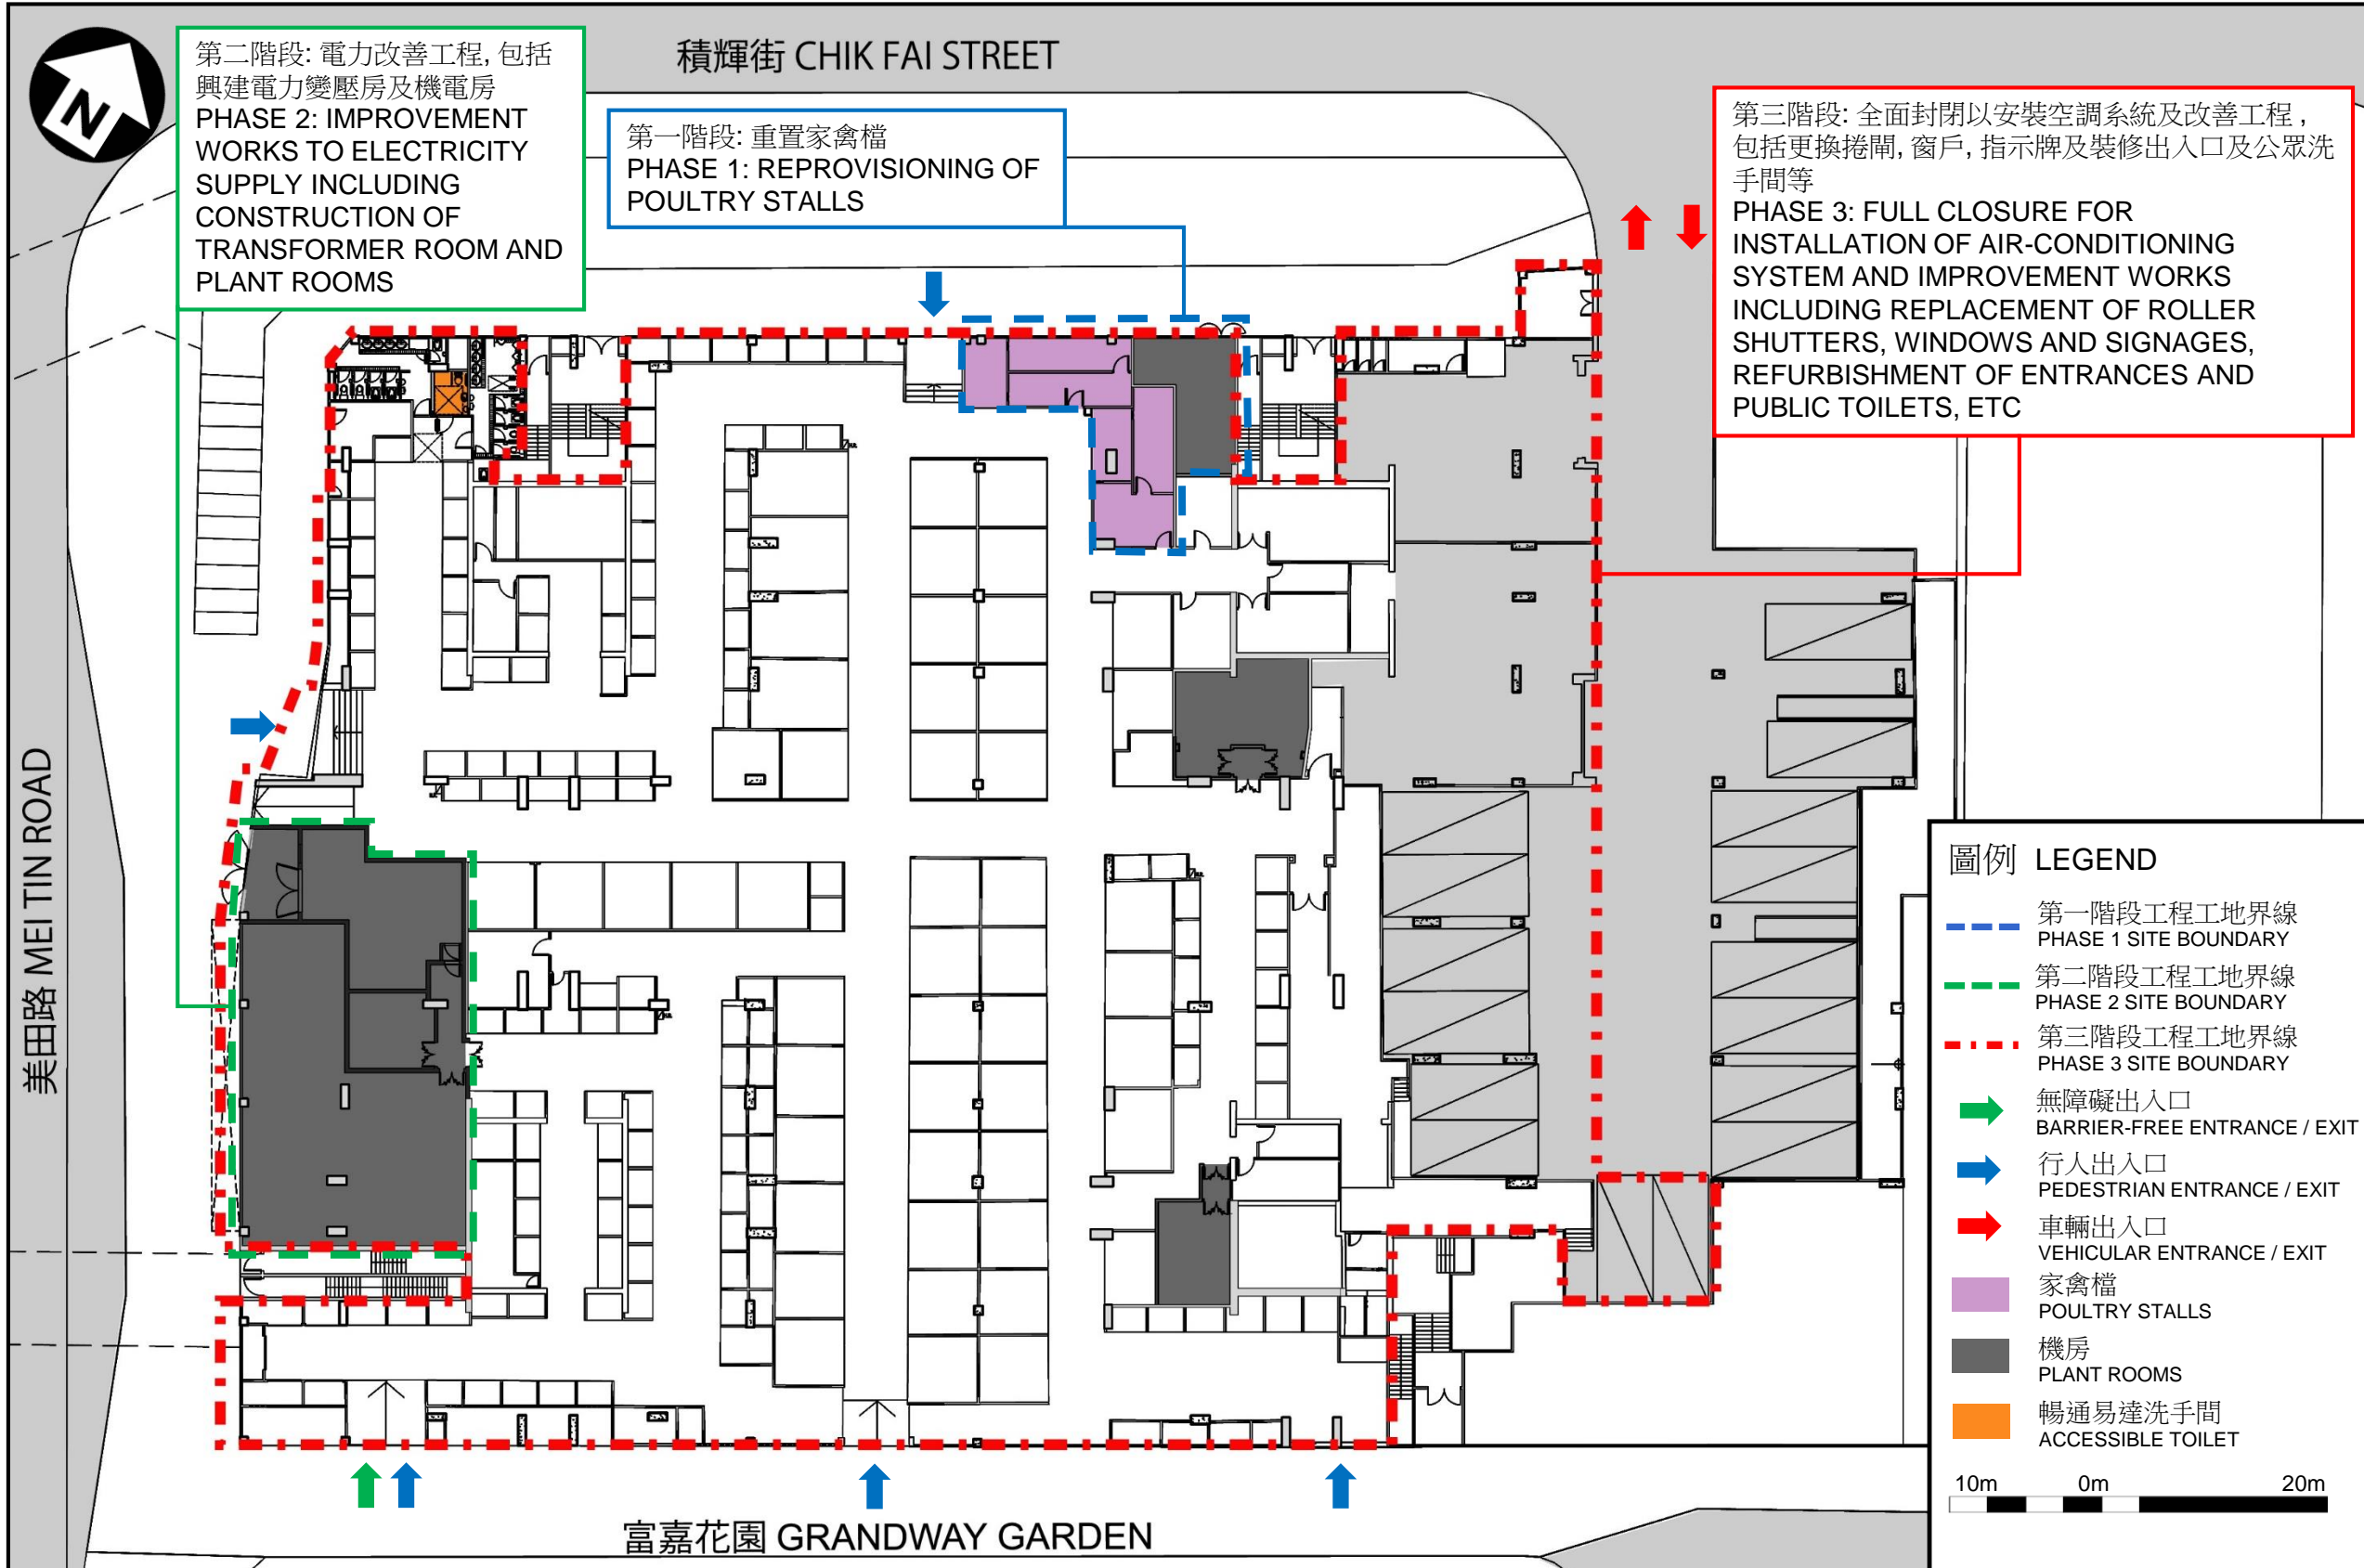 積輝街 CHIK FAI STREET
N
第二階段: 電力改善工程, 包括
興建電力變壓房及機電房
PHASE 2: IMPROVEMENT
WORKS TO ELECTRICITY
SUPPLY INCLUDING
CONSTRUCTION OF
TRANSFORMER ROOM AND
PLANT ROOMS
第一階段: 重置家禽檔
PHASE 1: REPROVISIONING OF
POULTRY STALLS
第三階段: 全面封閉以安裝空調系統及改善工程 ,
包括更換捲閘, 窗戶, 指示牌及裝修出入口及公眾洗
手間等
PHASE 3: FULL CLOSURE FOR
INSTALLATION OF AIR-CONDITIONING
SYSTEM AND IMPROVEMENT WORKS
INCLUDING REPLACEMENT OF ROLLER
SHUTTERS, WINDOWS AND SIGNAGES,
REFURBISHMENT OF ENTRANCES AND
PUBLIC TOILETS, ETC
美田路 MEI TIN ROAD
圖例 LEGEND
第一階段工程工地界線
PHASE 1 SITE BOUNDARY
第二階段工程工地界線
PHASE 2 SITE BOUNDARY
第三階段工程工地界線
PHASE 3 SITE BOUNDARY
無障礙出入口
BARRIER-FREE ENTRANCE / EXIT
行人出入口
PEDESTRIAN ENTRANCE / EXIT
車輛出入口
VEHICULAR ENTRANCE / EXIT
家禽檔
POULTRY STALLS
機房
PLANT ROOMS
暢通易達洗手間
ACCESSIBLE TOILET
10m 0m 20m
富嘉花園 GRANDWAY GARDEN